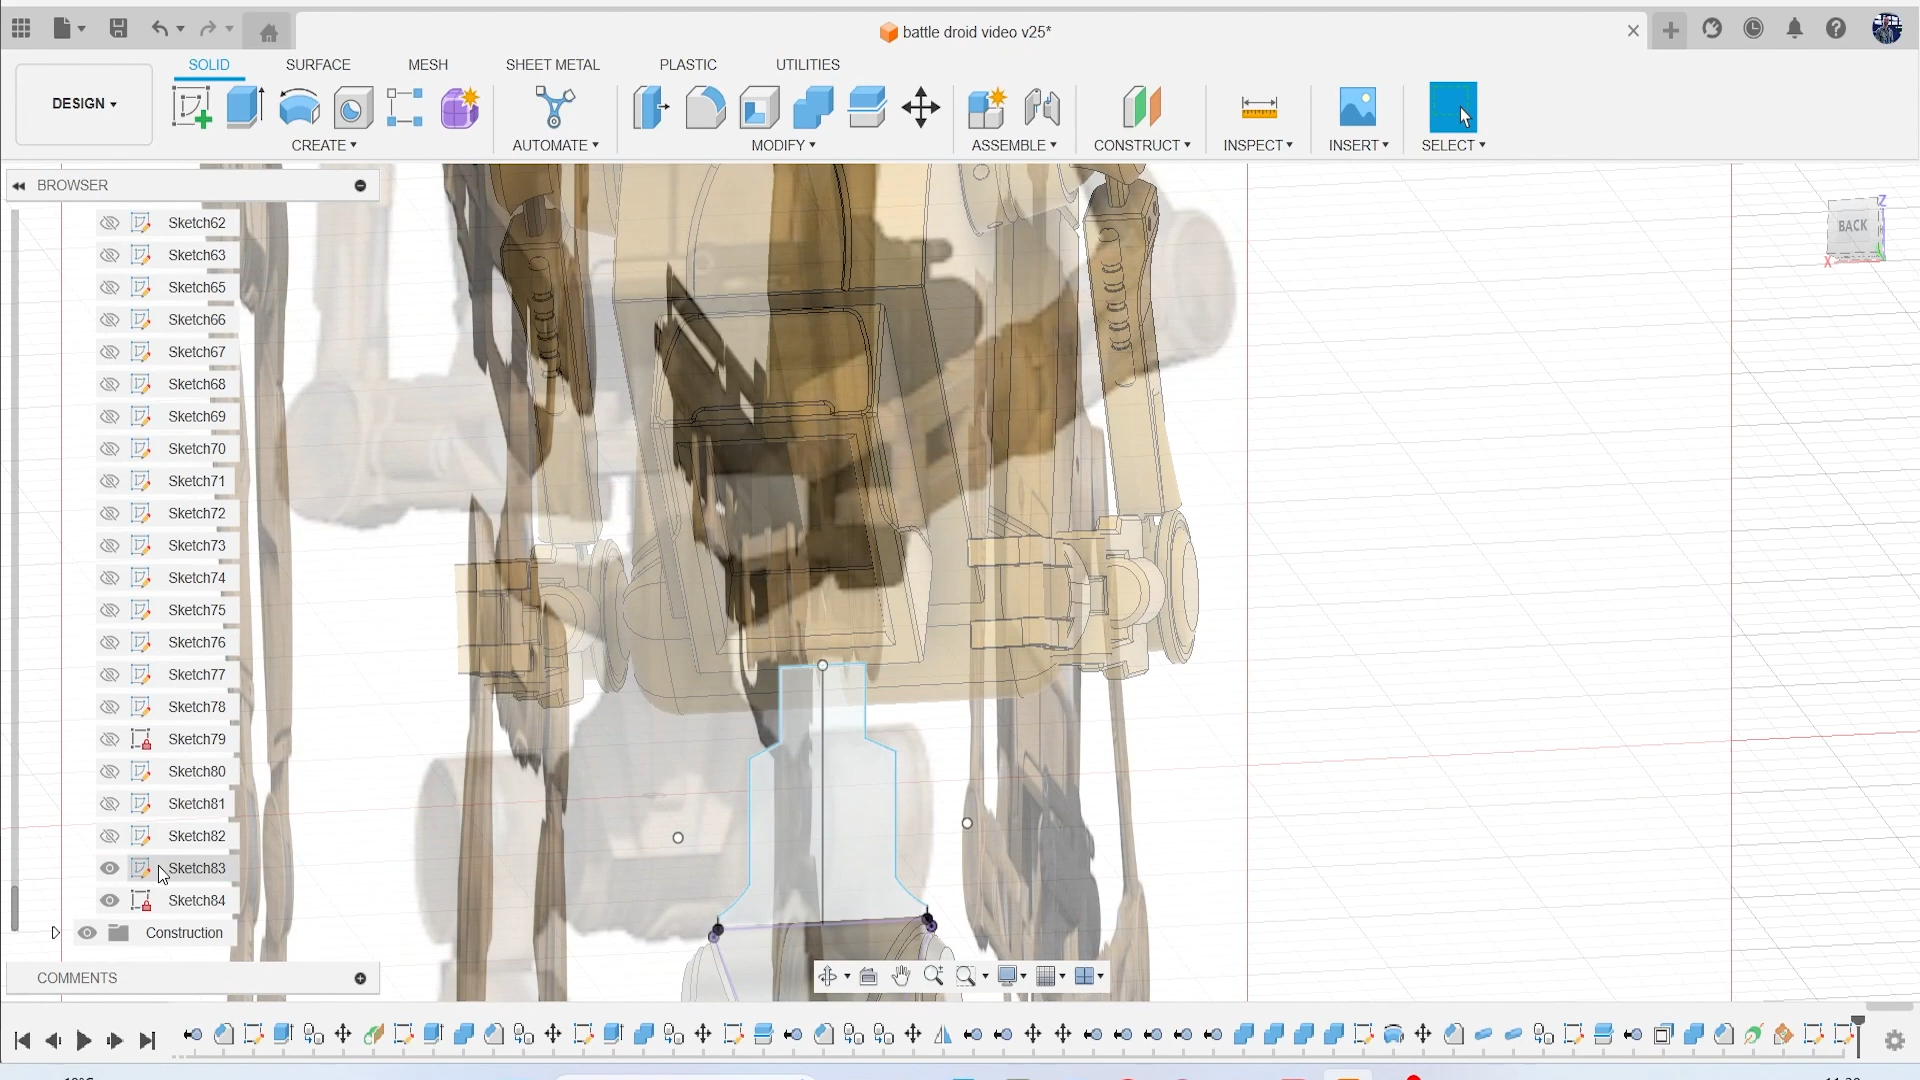 battle droid video v25*
SOLID SURFACE MESH SHEET METAL PLASTIC UTILITIES
DESIGN
CREATE AUTOMATE MODIFY ASSEMBLE CONSTRUCT INSPECT INSERT SELECT
BROWSER
Sketch62
Sketch63
Sketch65
Sketch66
Sketch67
Sketch68
Sketch69
Sketch70
Sketch71
Sketch72
Sketch73
Sketch74
Sketch75
Sketch76
Sketch77
Sketch78
Sketch79
Sketch80
Sketch81
Sketch82
Sketch83
Sketch84
Construction
COMMENTS
Z
BACK
X